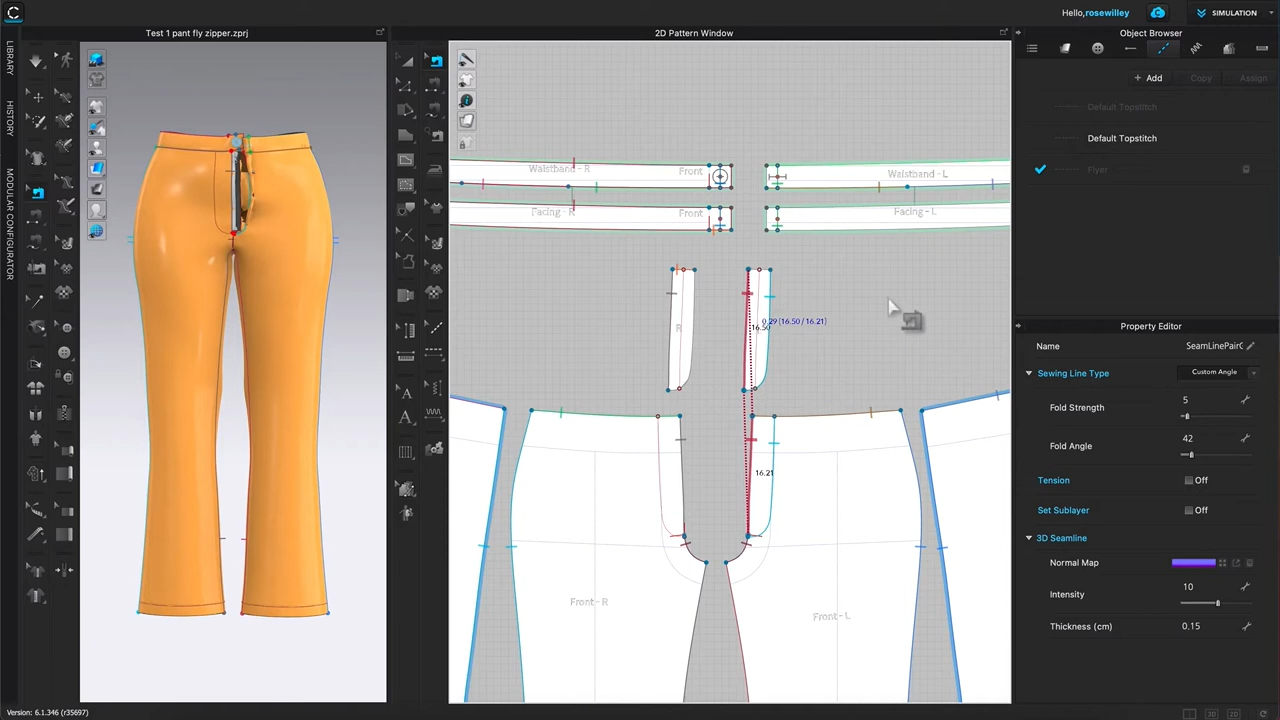 Hello,rosewilley
SIMULATION
Test 1 pant fly zipper.zprj
2D Pattern Window
Object Browser
LIBRARY
HISTORY
MODULAR CONFIGURATOR
+ Add
Copy
Assign
Default Topstitch
Default Topstitch
Flyer
Waistband - R
Front
Waistband - L
Facing - R
Front
Facing - L
R
0.29 (16.50 / 16.21)
16.50
16.21
Front - R
Front - L
Property Editor
Name
SeamLinePairC
Sewing Line Type
Custom Angle
Fold Strength
5
Fold Angle
42
Tension
Off
Set Sublayer
Off
3D Seamline
Normal Map
Intensity
10
Thickness (cm)
0.15
Version: 6.1.346 (r35697)
3D
2D